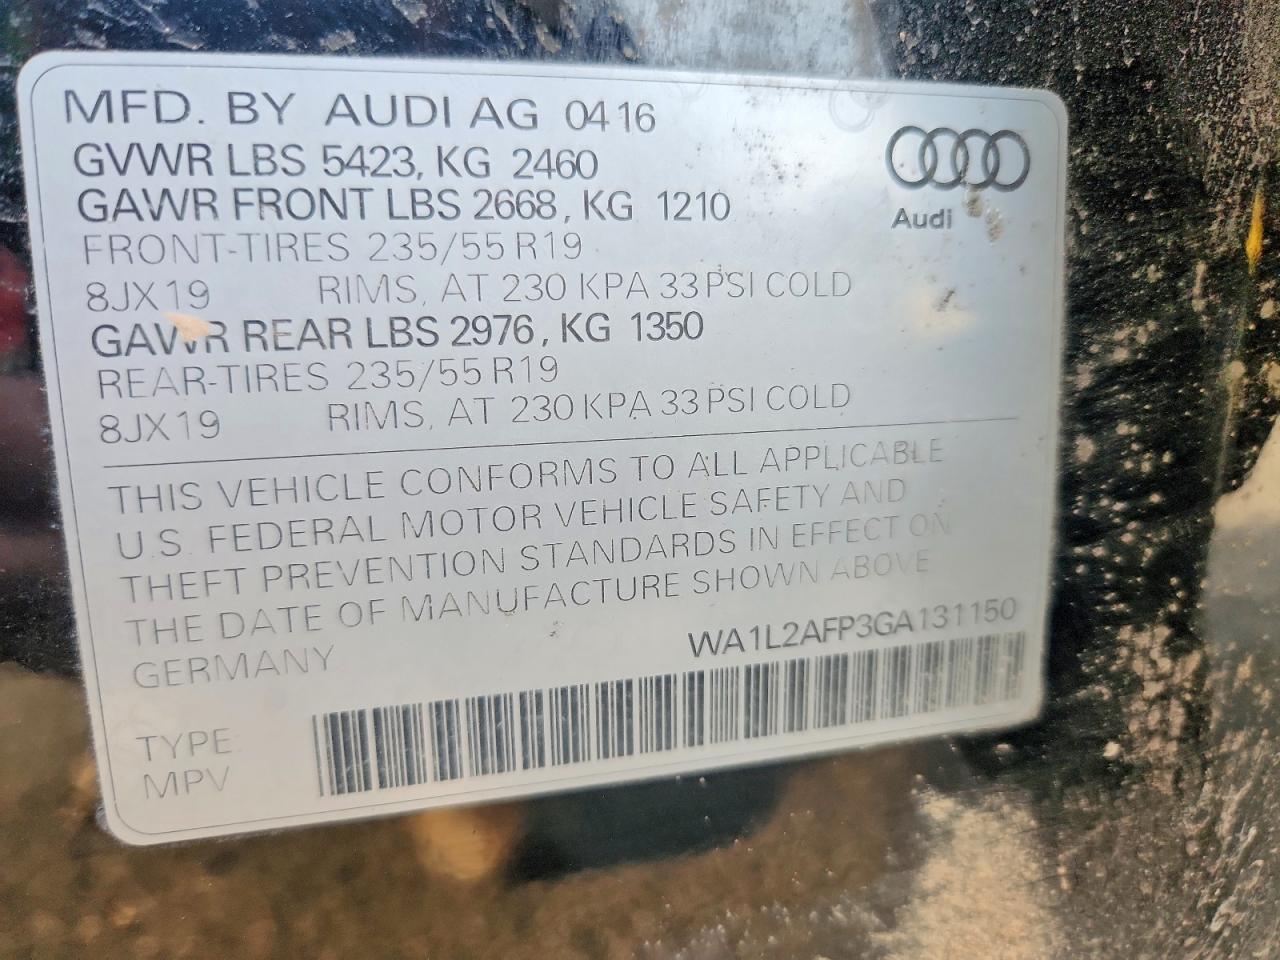 MFD. BY AUDI AG 04 16
GVWR LBS 5423, KG 2460
GAWR FRONT LBS 2668, KG 1210
FRONT-TIRES 235/55 R19
8JX19 RIMS, AT 230 KPA 33 PSI COLD
GAWR REAR LBS 2976, KG 1350
REAR-TIRES 235/55 R19
8JX19 RIMS, AT 230 KPA 33 PSI COLD
Audi
THIS VEHICLE CONFORMS TO ALL APPLICABLE
U.S. FEDERAL MOTOR VEHICLE SAFETY AND
THEFT PREVENTION STANDARDS IN EFFECT ON
THE DATE OF MANUFACTURE SHOWN ABOVE
GERMANY
WA1L2AFP3GA131150
TYPE:
MPV